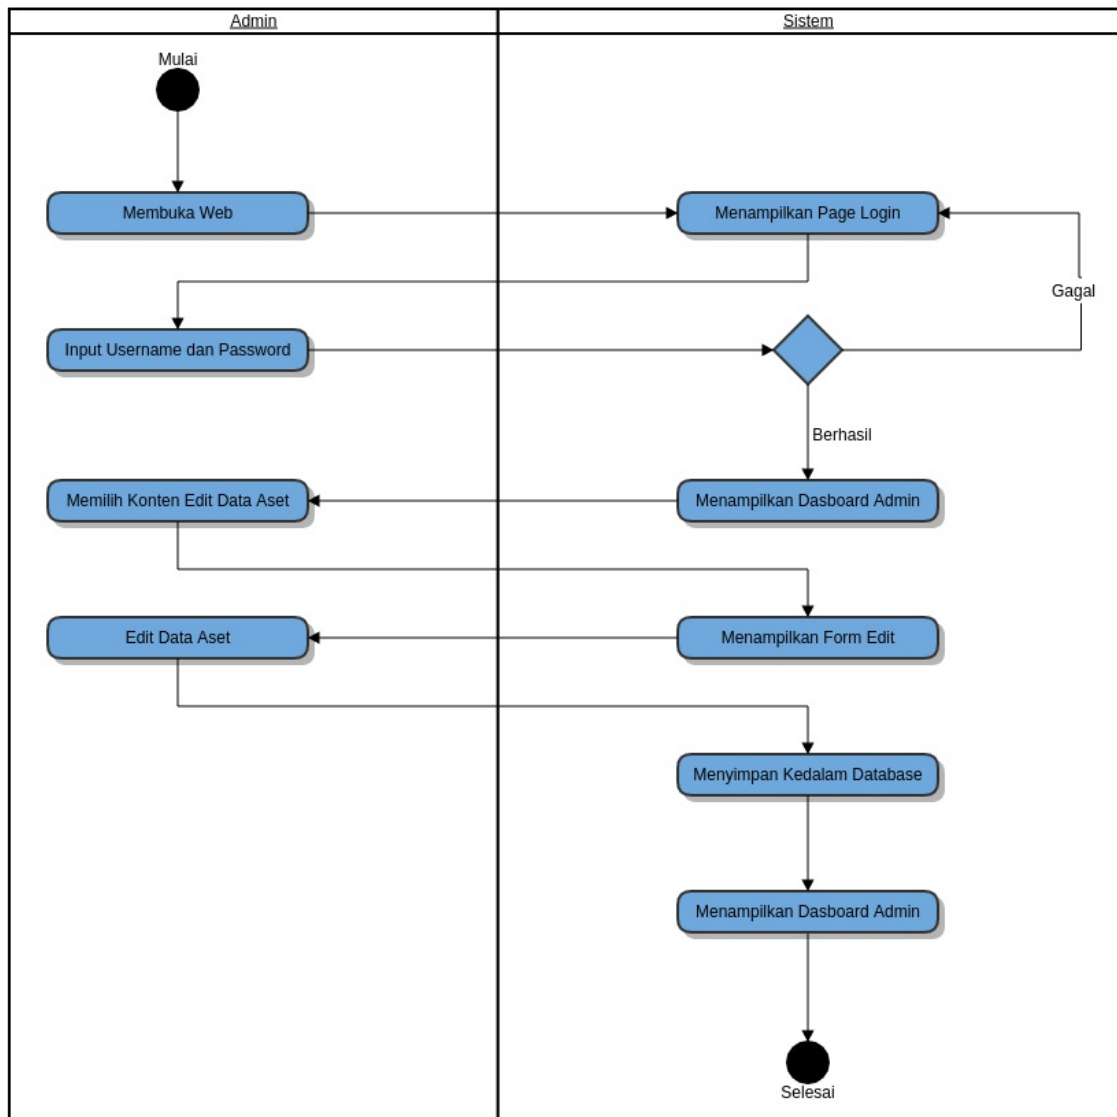 Admin
Sistem
Mulai
Membuka Web
Menampilkan Page Login
Gagal
Input Username dan Password
Berhasil
Memilih Konten Edit Data Aset
Menampilkan Dasboard Admin
Edit Data Aset
Menampilkan Form Edit
Menyimpan Kedalam Database
Menampilkan Dasboard Admin
Selesai